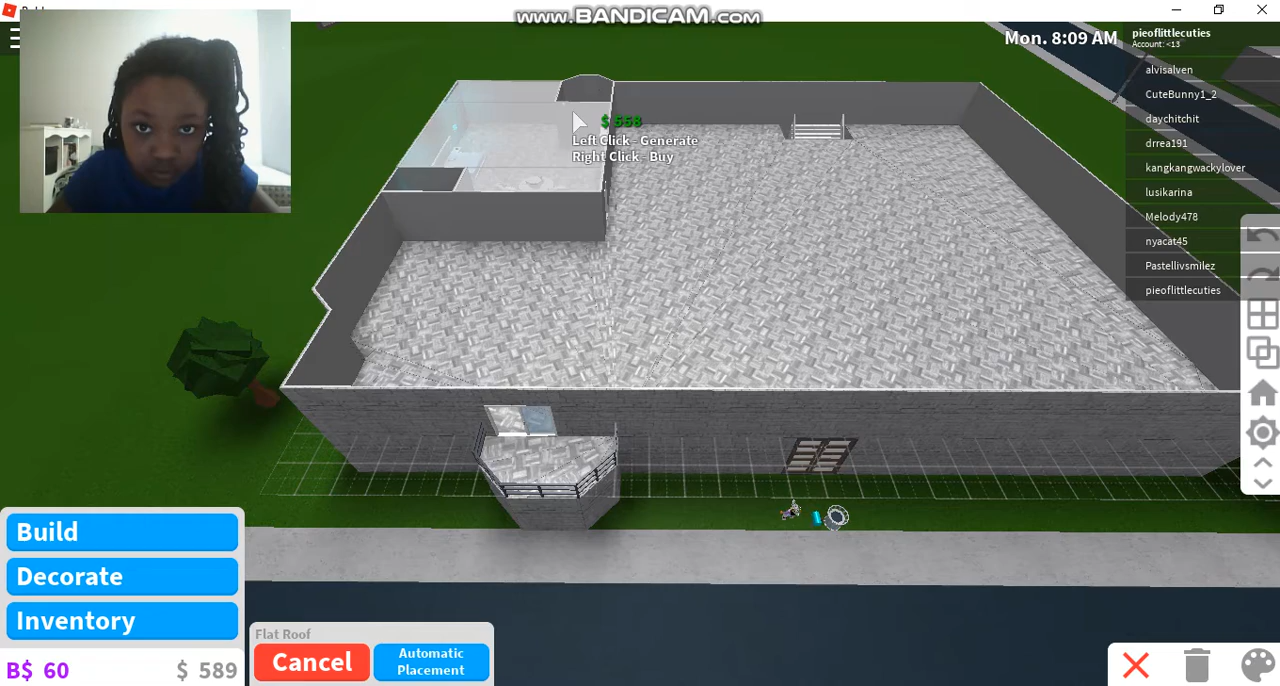 www.BANDICAM.com
Mon. 8:09 AM
pieoflittlecuties
Account: <13
alvisalven
CuteBunny1_2
daychitchit
drrea191
kangkangwackylover
lusikarina
Melody478
nyacat45
Pastellivsmilez
pieoflittlecuties
$ 558
Left Click - Generate
Right Click - Buy
Build
Decorate
Inventory
B$ 60
$ 589
Flat Roof
Cancel
Automatic
Placement